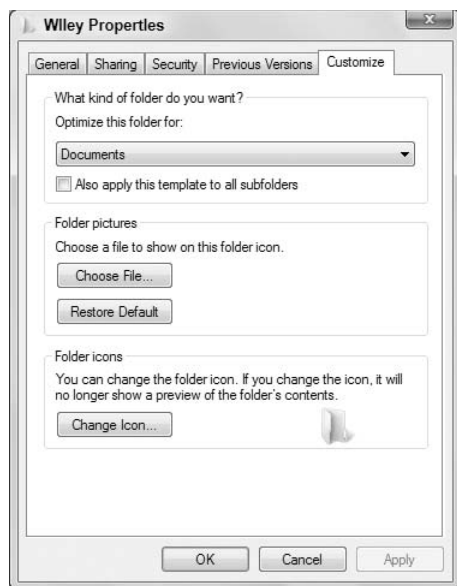 Wiley Properties
General
Sharing
Security
Previous Versions
Customize
What kind of folder do you want?
Optimize this folder for:
Documents
Also apply this template to all subfolders
Folder pictures
Choose a file to show on this folder icon.
Choose File...
Restore Default
Folder icons
You can change the folder icon. If you change the icon, it will
no longer show a preview of the folder's contents.
Change Icon...
OK
Cancel
Apply